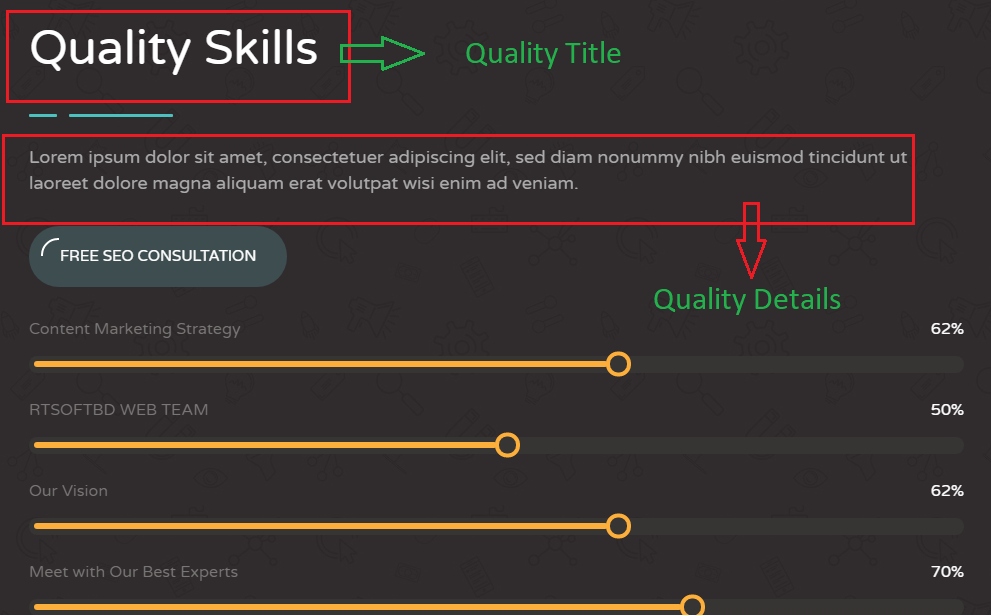 Quality Skills
Quality Title
Lorem ipsum dolor sit amet, consectetuer adipiscing elit, sed diam nonummy nibh euismod tincidunt ut
laoreet dolore magna aliquam erat volutpat wisi enim ad veniam.
FREE SEO CONSULTATION
Quality Details
Content Marketing Strategy 62%
RTSOFTBD WEB TEAM 50%
Our Vision 62%
Meet with Our Best Experts 70%